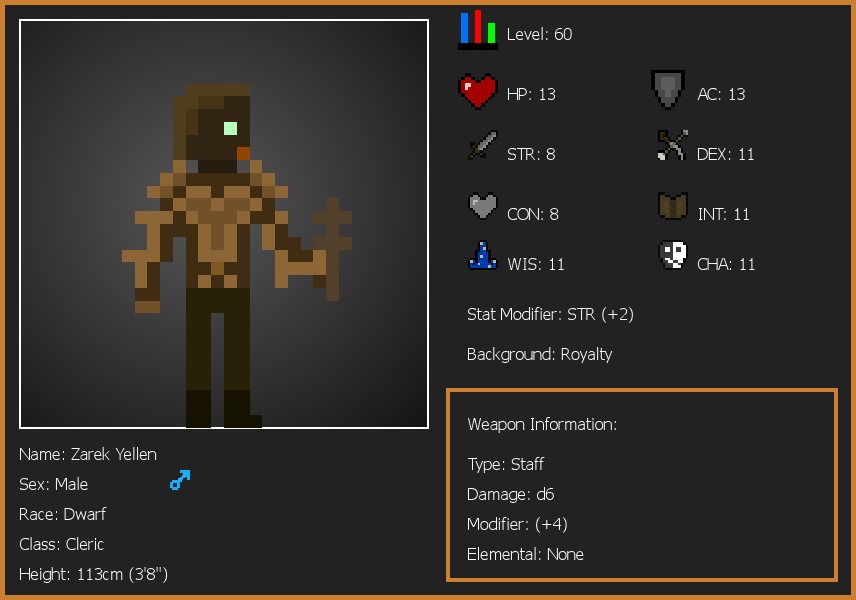 Level: 60
HP: 13
AC: 13
STR: 8
DEX: 11
CON: 8
INT: 11
WIS: 11
CHA: 11
Stat Modifier: STR (+2)
Background: Royalty
Weapon Information:
Type: Staff
Damage: d6
Modifier: (+4)
Elemental: None
Name: Zarek Yellen
Sex: Male
Race: Dwarf
Class: Cleric
Height: 113cm (3'8")